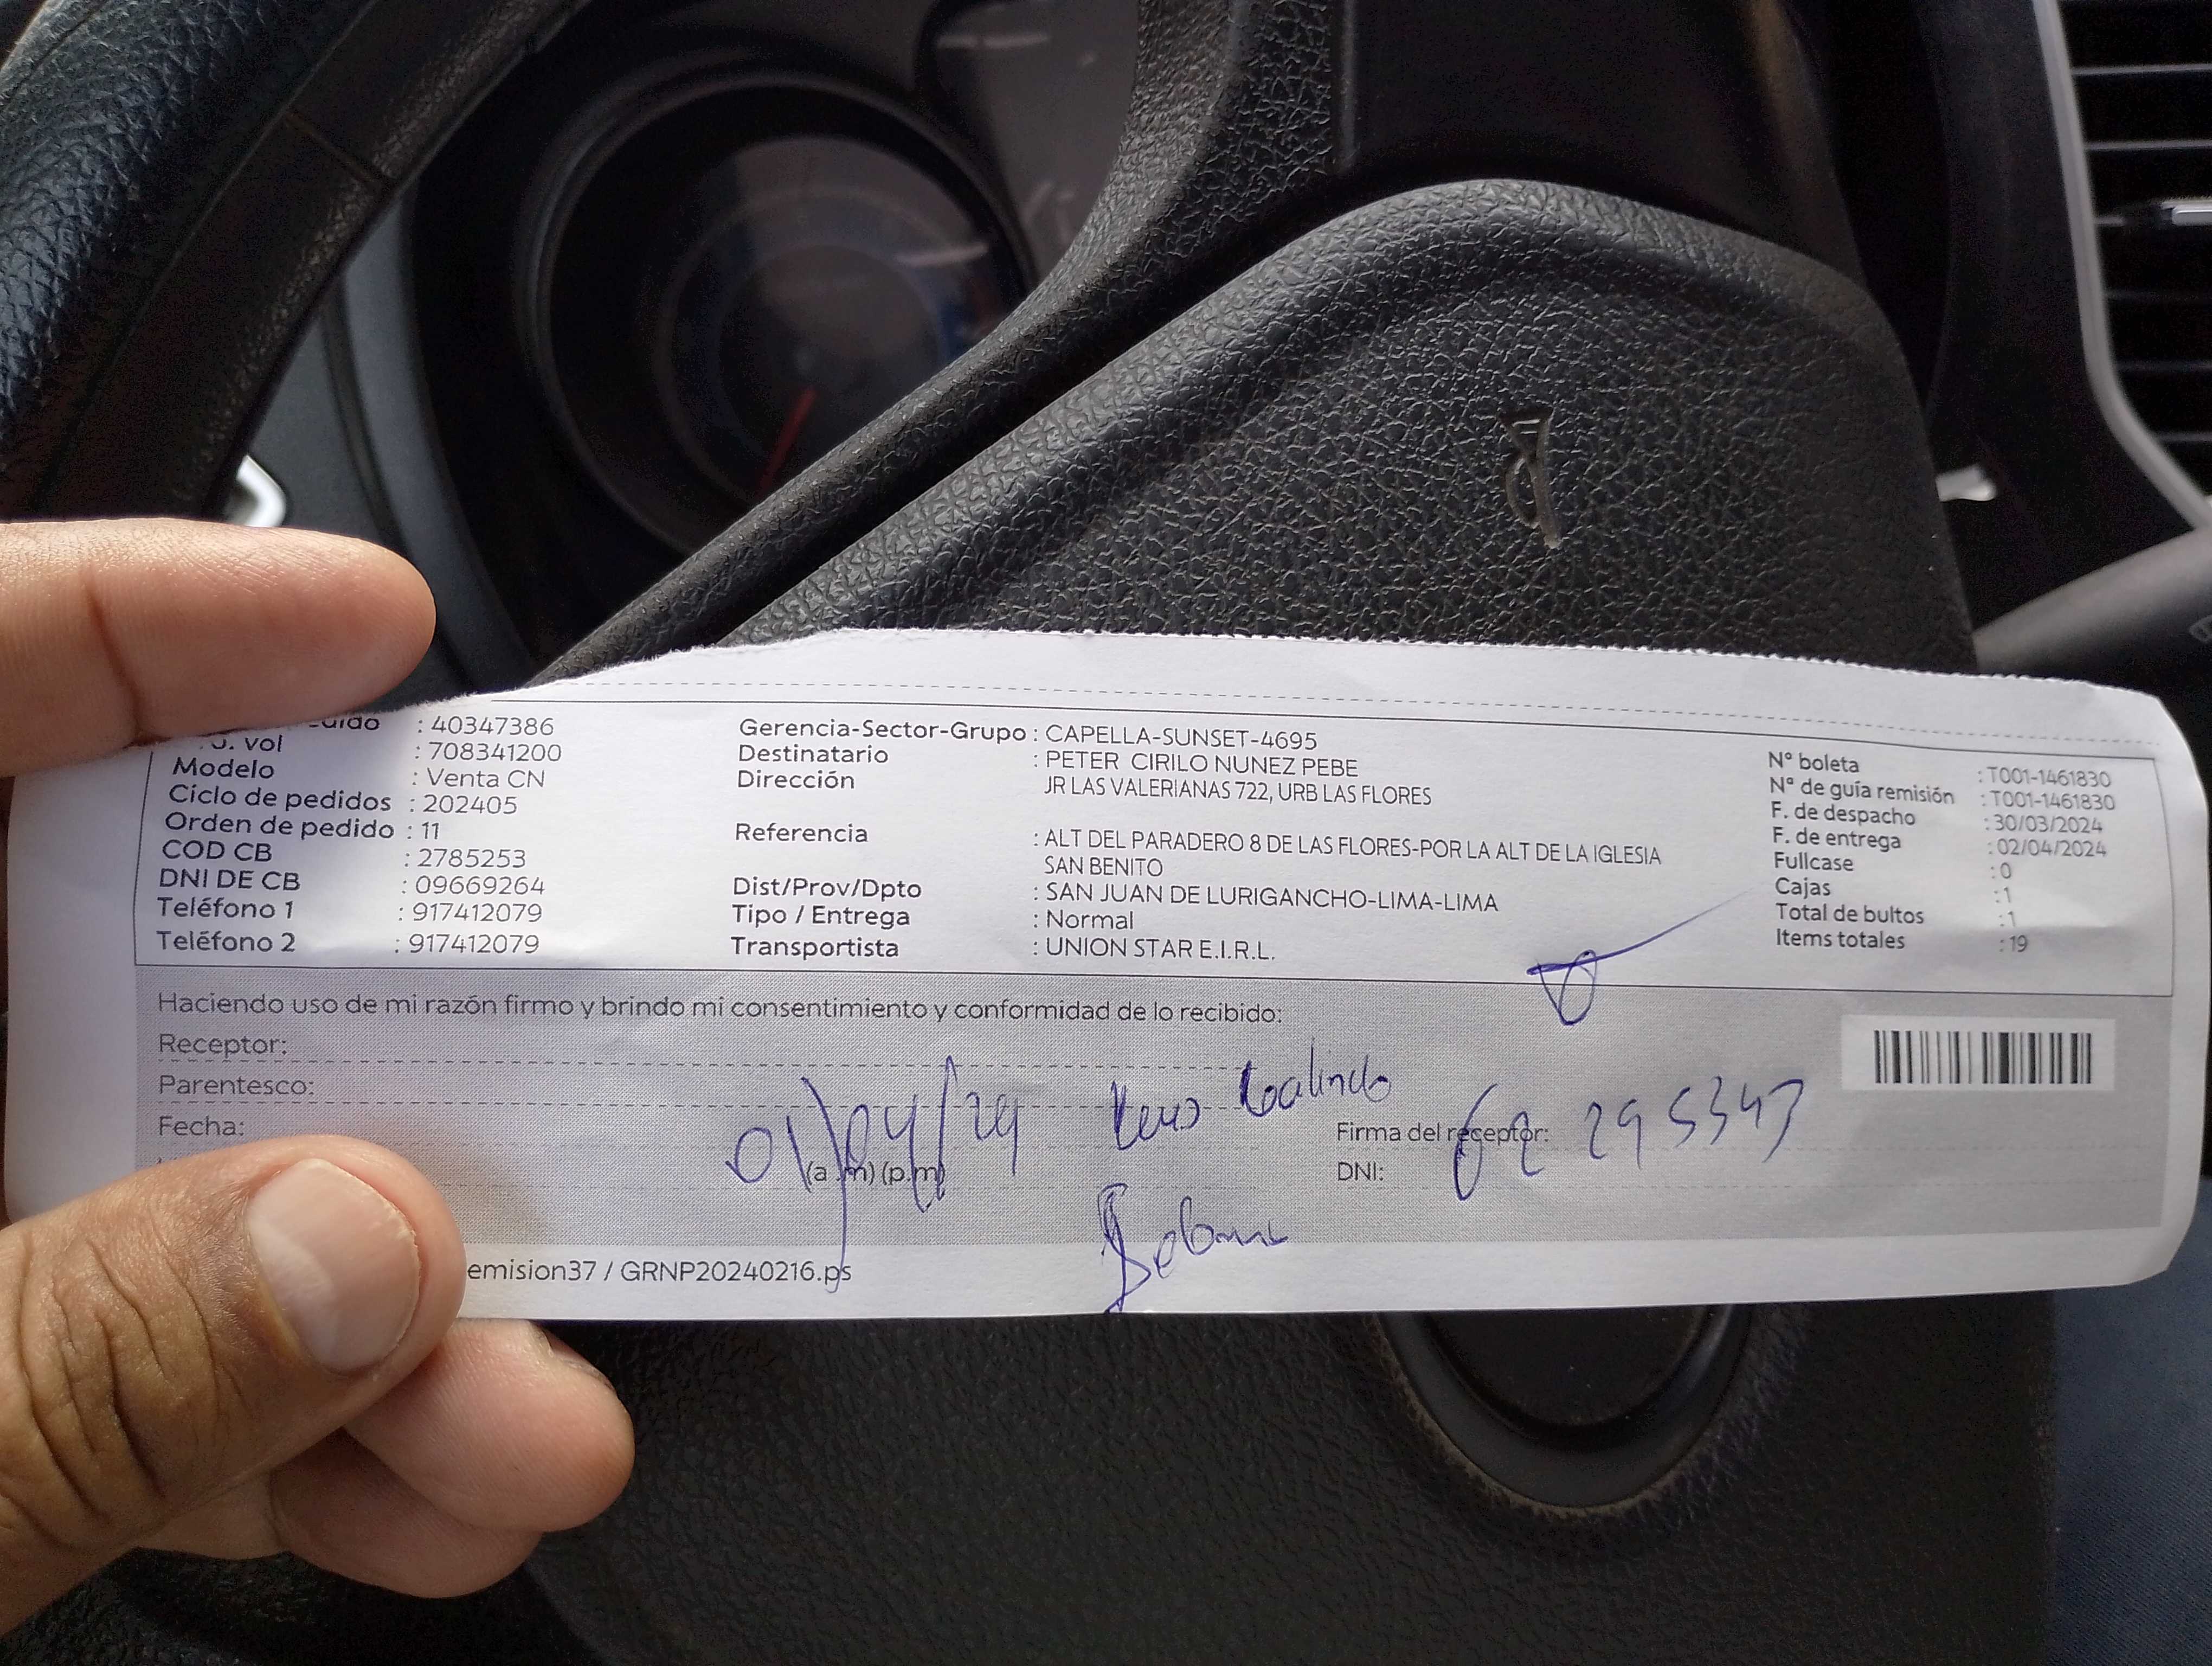 : 40347386
vol : 708341200
Modelo : Venta CN
Ciclo de pedidos : 202405
Orden de pedido : 11
COD CB : 2785253
DNI DE CB : 09669264
Teléfono 1 : 917412079
Teléfono 2 : 917412079
Gerencia-Sector-Grupo : CAPELLA-SUNSET-4695
Destinatario : PETER CIRILO NUNEZ PEBE
Dirección JR LAS VALERIANAS 722, URB LAS FLORES
Referencia : ALT DEL PARADERO 8 DE LAS FLORES-POR LA ALT DE LA IGLESIA
SAN BENITO
Dist/Prov/Dpto : SAN JUAN DE LURIGANCHO-LIMA-LIMA
Tipo / Entrega : Normal
Transportista : UNION STAR E.I.R.L.
N° boleta : T001-1461830
N° de guía remisión : T001-1461830
F. de despacho : 30/03/2024
F. de entrega : 02/04/2024
Fullcase : 0
Cajas : 1
Total de bultos : 1
Items totales : 19
Haciendo uso de mi razón firmo y brindo mi consentimiento y conformidad de lo recibido:
Receptor:
Parentesco:
Fecha: 01/04/24
(a .m) (p.m)
Firma del receptor:
DNI: 62295343
emision37 / GRNP20240216.ps